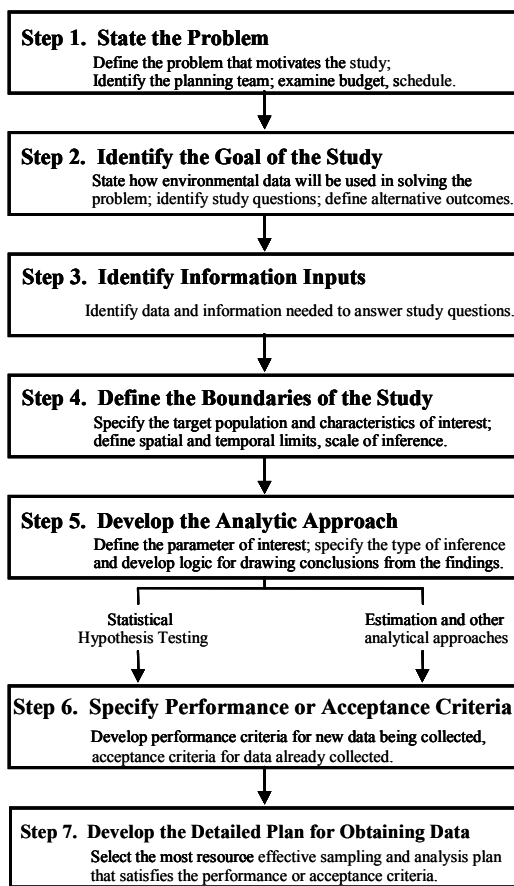 Step 1. State the Problem
Define the problem that motivates the study;
Identify the planning team; examine budget, schedule.
Step 2. Identify the Goal of the Study
State how environmental data will be used in solving the
problem; identify study questions; define alternative outcomes.
Step 3. Identify Information Inputs
Identify data and information needed to answer study questions.
Step 4. Define the Boundaries of the Study
Specify the target population and characteristics of interest;
define spatial and temporal limits, scale of inference.
Step 5. Develop the Analytic Approach
Define the parameter of interest; specify the type of inference
and develop logic for drawing conclusions from the findings.
Statistical
Hypothesis Testing
Estimation and other
analytical approaches
Step 6. Specify Performance or Acceptance Criteria
Develop performance criteria for new data being collected,
acceptance criteria for data already collected.
Step 7. Develop the Detailed Plan for Obtaining Data
Select the most resource effective sampling and analysis plan
that satisfies the performance or acceptance criteria.